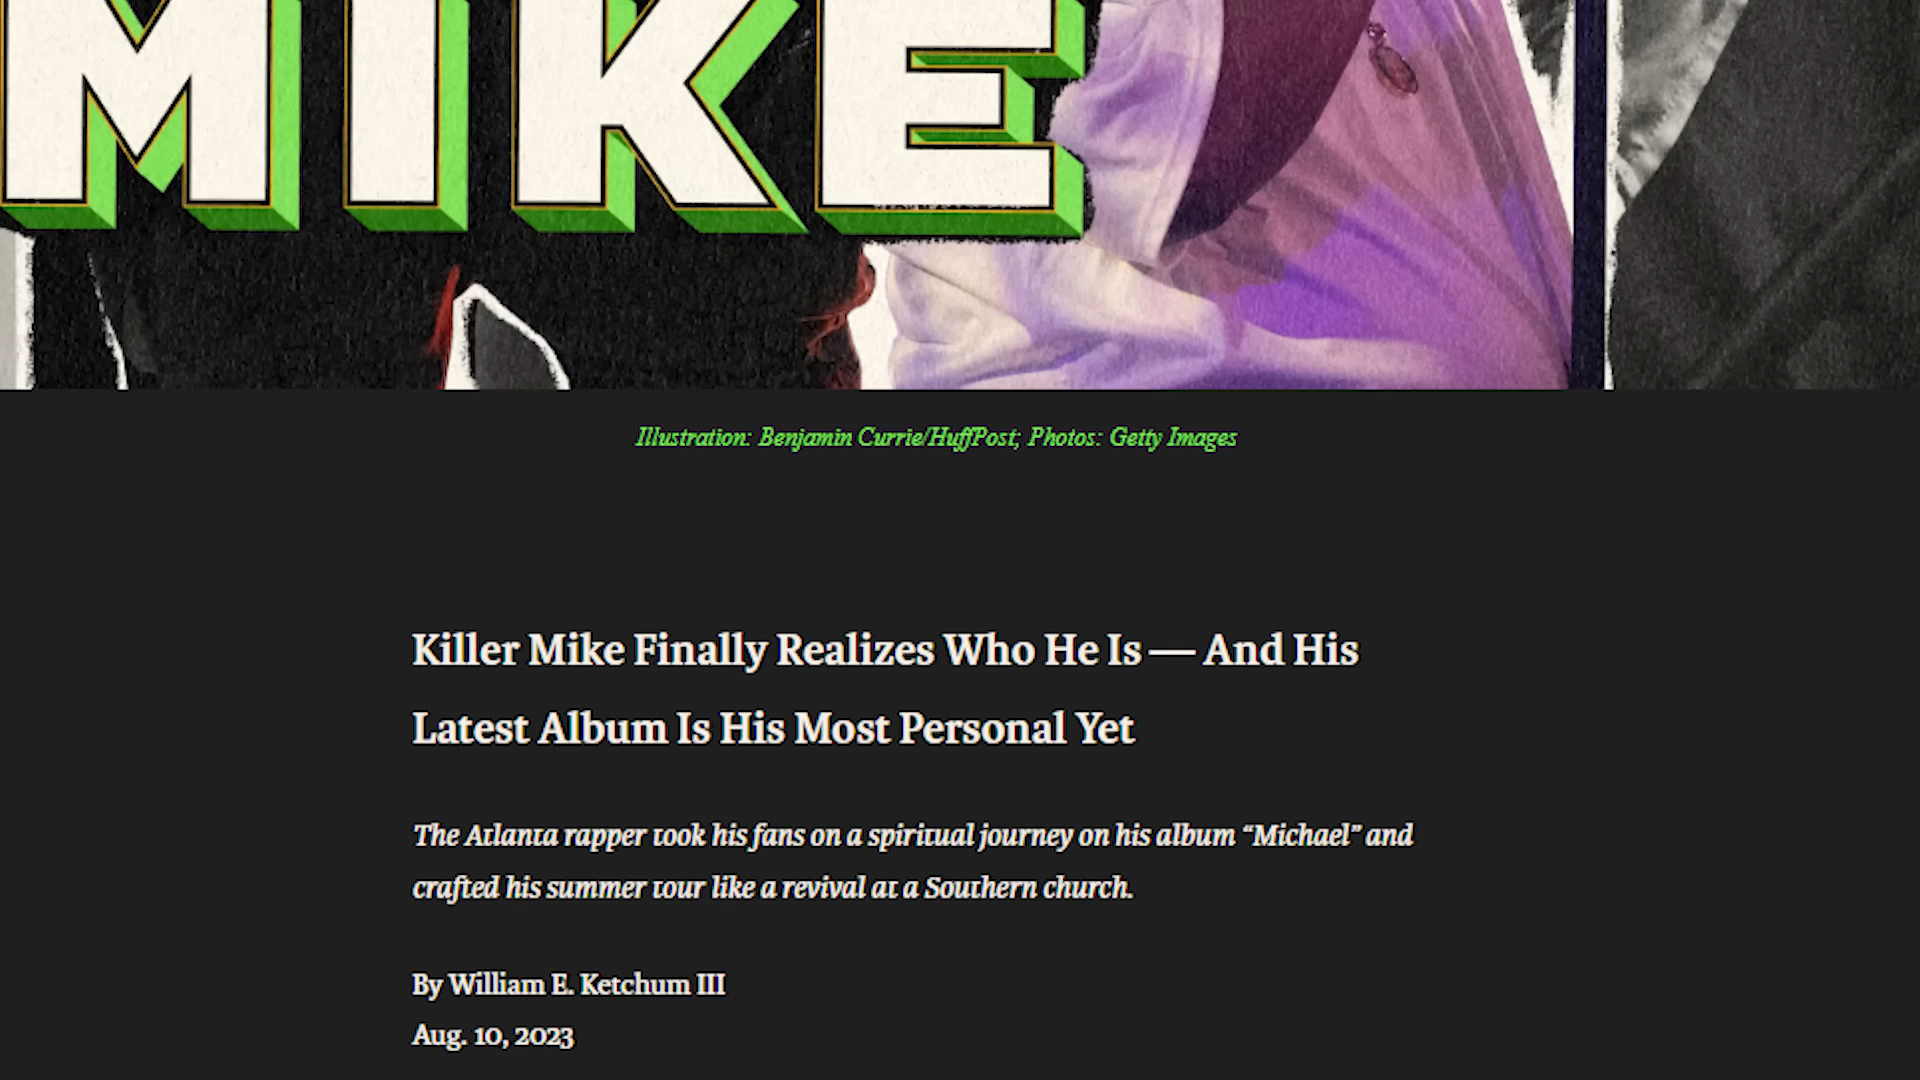 MIKE
Illustration: Benjamin Currie/HuffPost; Photos: Getty Images
Killer Mike Finally Realizes Who He Is — And His
Latest Album Is His Most Personal Yet
The Atlanta rapper took his fans on a spiritual journey on his album “Michael” and
crafted his summer tour like a revival at a Southern church.
By William E. Ketchum III
Aug. 10, 2023